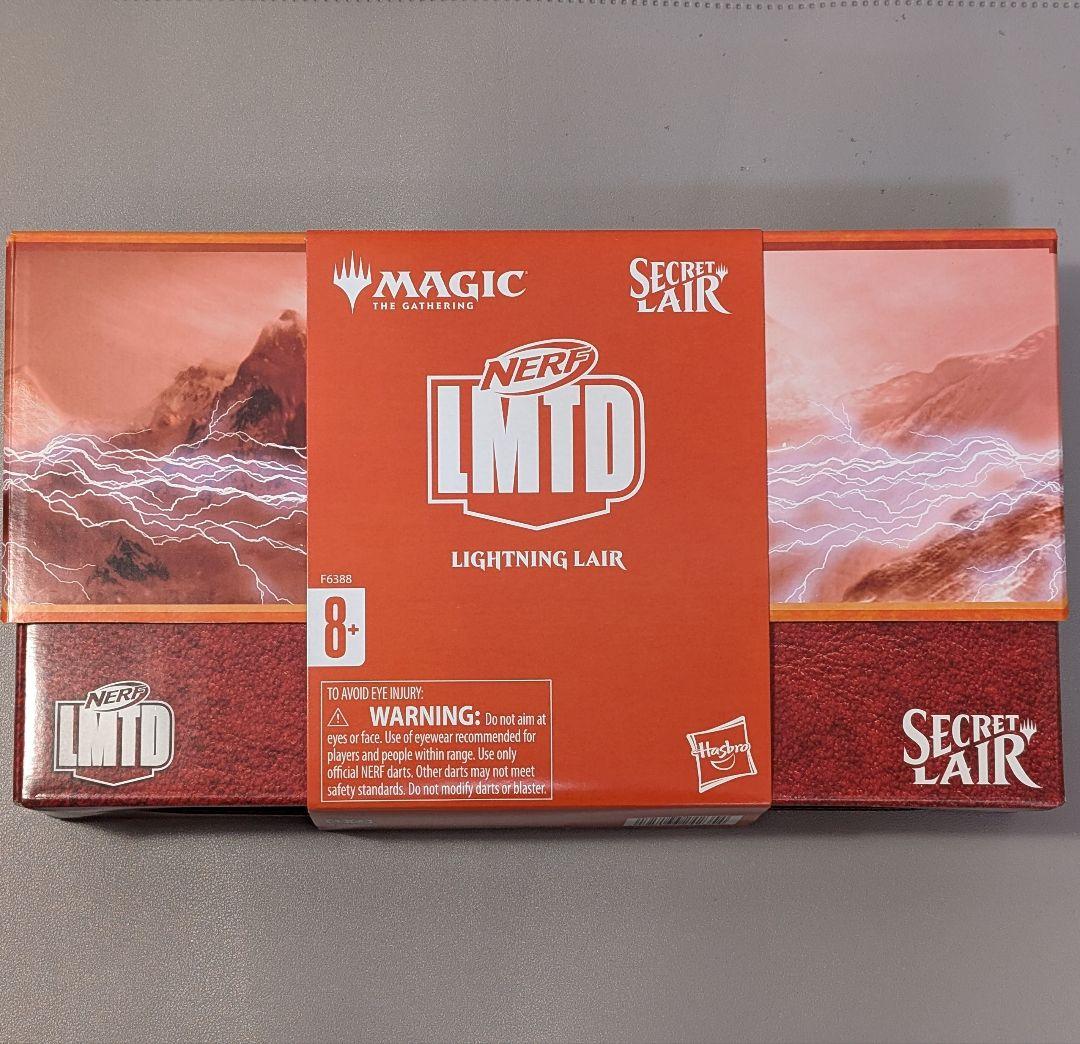 MAGIC
THE GATHERING
SECRET
LAIR
NERF
LMTD
LIGHTNING LAIR
F6388
8+
TO AVOID EYE INJURY:
WARNING: Do not aim at
eyes or face. Use of eyewear recommended for
players and people within range. Use only
official NERF darts. Other darts may not meet
safety standards. Do not modify darts or blaster.
Hasbro
NERF
LMTD
SECRET
LAIR